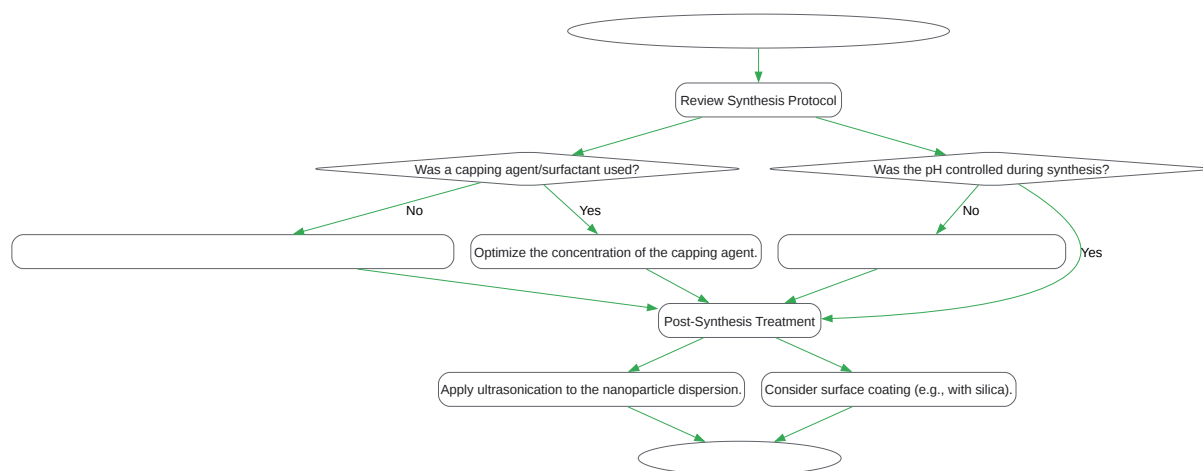 Review Synthesis Protocol
Was a capping agent/surfactant used?
Was the pH controlled during synthesis?
No
Yes
No
Optimize the concentration of the capping agent.
Yes
Post-Synthesis Treatment
Apply ultrasonication to the nanoparticle dispersion.
Consider surface coating (e.g., with silica).